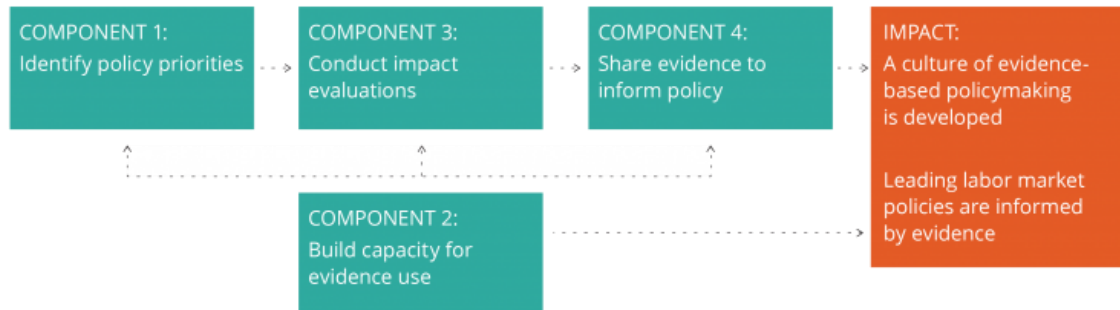 COMPONENT 1:
Identify policy priorities
COMPONENT 3:
Conduct impact
evaluations
COMPONENT 4:
Share evidence to
inform policy
IMPACT:
A culture of evidence-
based policymaking
is developed
Leading labor market
policies are informed
by evidence
COMPONENT 2:
Build capacity for
evidence use